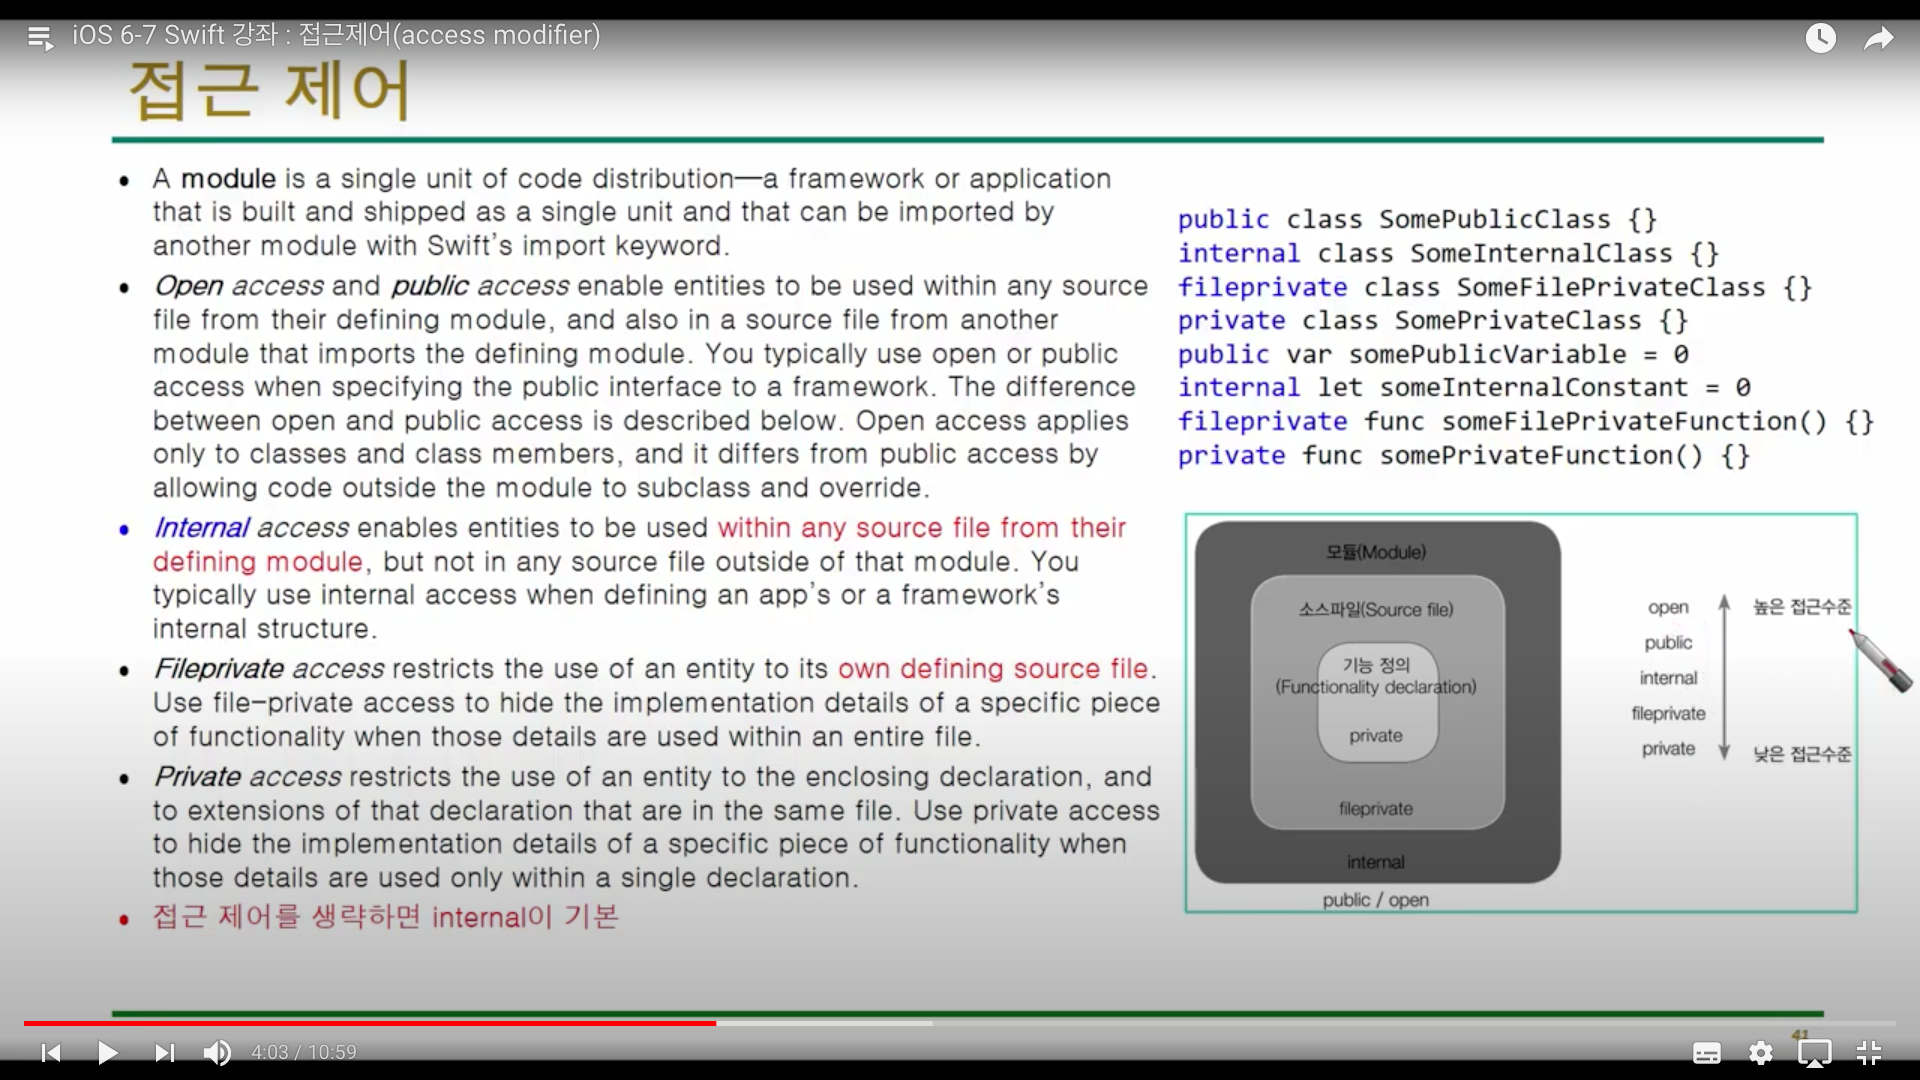 iOS 6-7 Swift 강좌 : 접근제어(access modifier)
접근 제어
• A module is a single unit of code distribution—a framework or application
that is built and shipped as a single unit and that can be imported by
another module with Swift's import keyword.
• Open access and public access enable entities to be used within any source
file from their defining module, and also in a source file from another
module that imports the defining module. You typically use open or public
access when specifying the public interface to a framework. The difference
between open and public access is described below. Open access applies
only to classes and class members, and it differs from public access by
allowing code outside the module to subclass and override.
• Internal access enables entities to be used within any source file from their
defining module, but not in any source file outside of that module. You
typically use internal access when defining an app's or a framework's
internal structure.
• Fileprivate access restricts the use of an entity to its own defining source file.
Use file-private access to hide the implementation details of a specific piece
of functionality when those details are used within an entire file.
• Private access restricts the use of an entity to the enclosing declaration, and
to extensions of that declaration that are in the same file. Use private access
to hide the implementation details of a specific piece of functionality when
those details are used only within a single declaration.
• 접근 제어를 생략하면 internal이 기본
public class SomePublicClass {}
internal class SomeInternalClass {}
fileprivate class SomeFilePrivateClass {}
private class SomePrivateClass {}
public var somePublicVariable = 0
internal let someInternalConstant = 0
fileprivate func someFilePrivateFunction() {}
private func somePrivateFunction() {}
모듈(Module)
소스파일(Source file)
기능 정의
(Functionality declaration)
private
fileprivate
internal
public / open
open
public
internal
fileprivate
private
높은 접근수준
낮은 접근수준
41
4:03 / 10:59